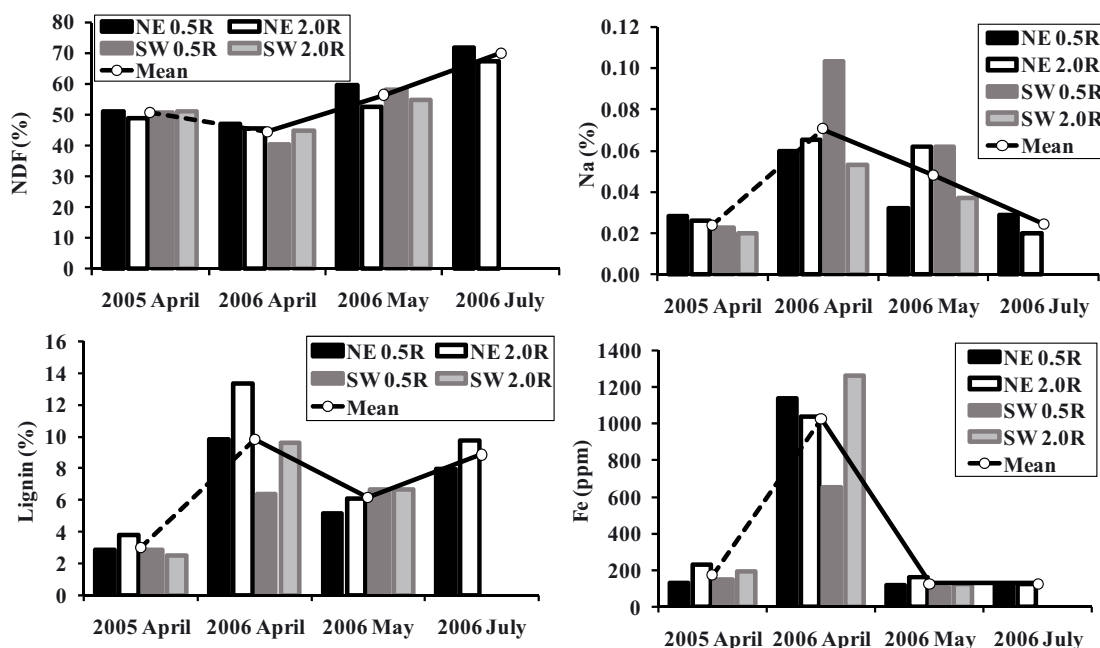 80
70
60
50
40
30
20
10
0
NDF (%)
NE 0.5R NE 2.0R
SW 0.5R SW 2.0R
Mean
2005 April 2006 April 2006 May 2006 July
0.12
0.10
0.08
0.06
0.04
0.02
0.00
Na (%)
NE 0.5R
NE 2.0R
SW 0.5R
SW 2.0R
Mean
2005 April 2006 April 2006 May 2006 July
16
14
12
10
8
6
4
2
0
Lignin (%)
NE 0.5R NE 2.0R
SW 0.5R SW 2.0R
Mean
2005 April 2006 April 2006 May 2006 July
1400
1200
1000
800
600
400
200
0
Fe (ppm)
NE 0.5R
NE 2.0R
SW 0.5R
SW 2.0R
Mean
2005 April 2006 April 2006 May 2006 July